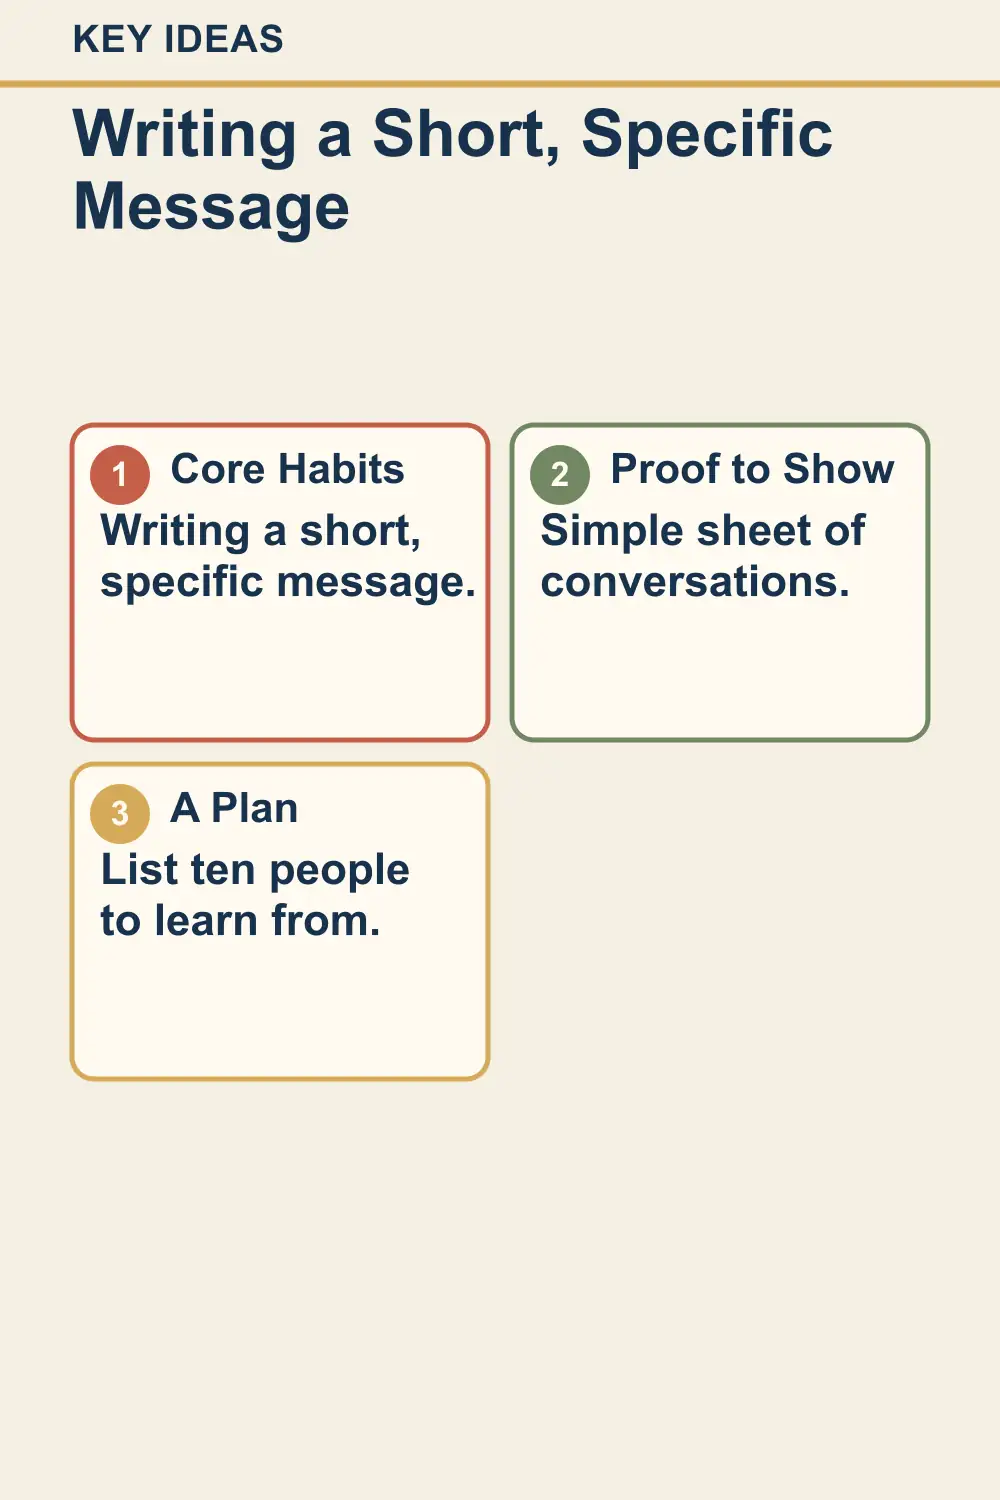 KEY IDEAS
Writing a Short, Specific
Message
1 Core Habits
Writing a short,
specific message.
2 Proof to Show
Simple sheet of
conversations.
3 A Plan
List ten people
to learn from.